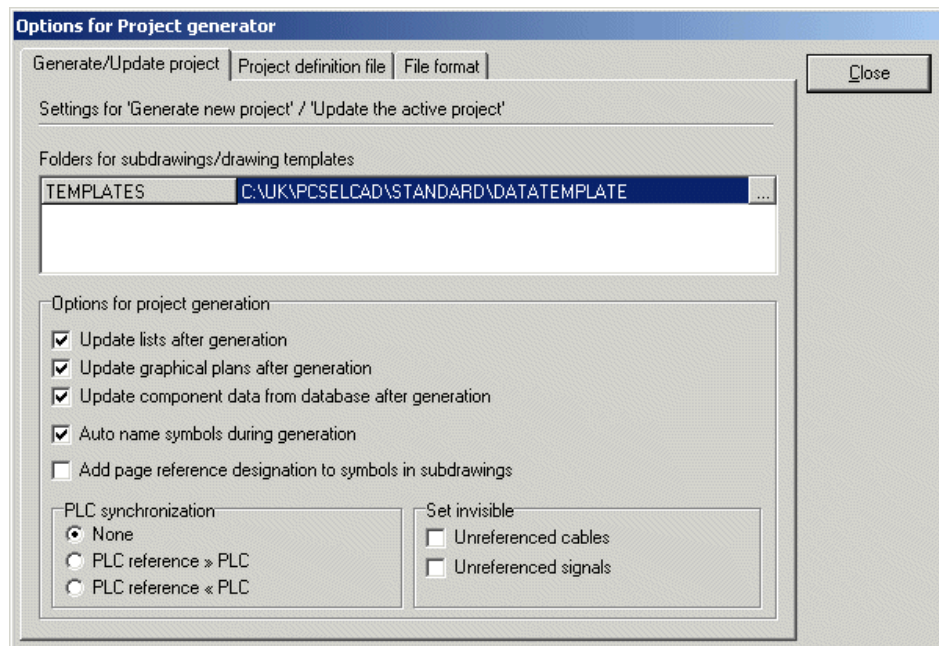 Options for Project generator
Generate/Update project
Project definition file
File format
Close
Settings for 'Generate new project' / 'Update the active project'
Folders for subdrawings/drawing templates
TEMPLATES C:\UK\PCSELCAD\STANDARD\DATATEMPLATE ...
Options for project generation
Update lists after generation
Update graphical plans after generation
Update component data from database after generation
Auto name symbols during generation
Add page reference designation to symbols in subdrawings
PLC synchronization
None
PLC reference » PLC
PLC reference « PLC
Set invisible
Unreferenced cables
Unreferenced signals